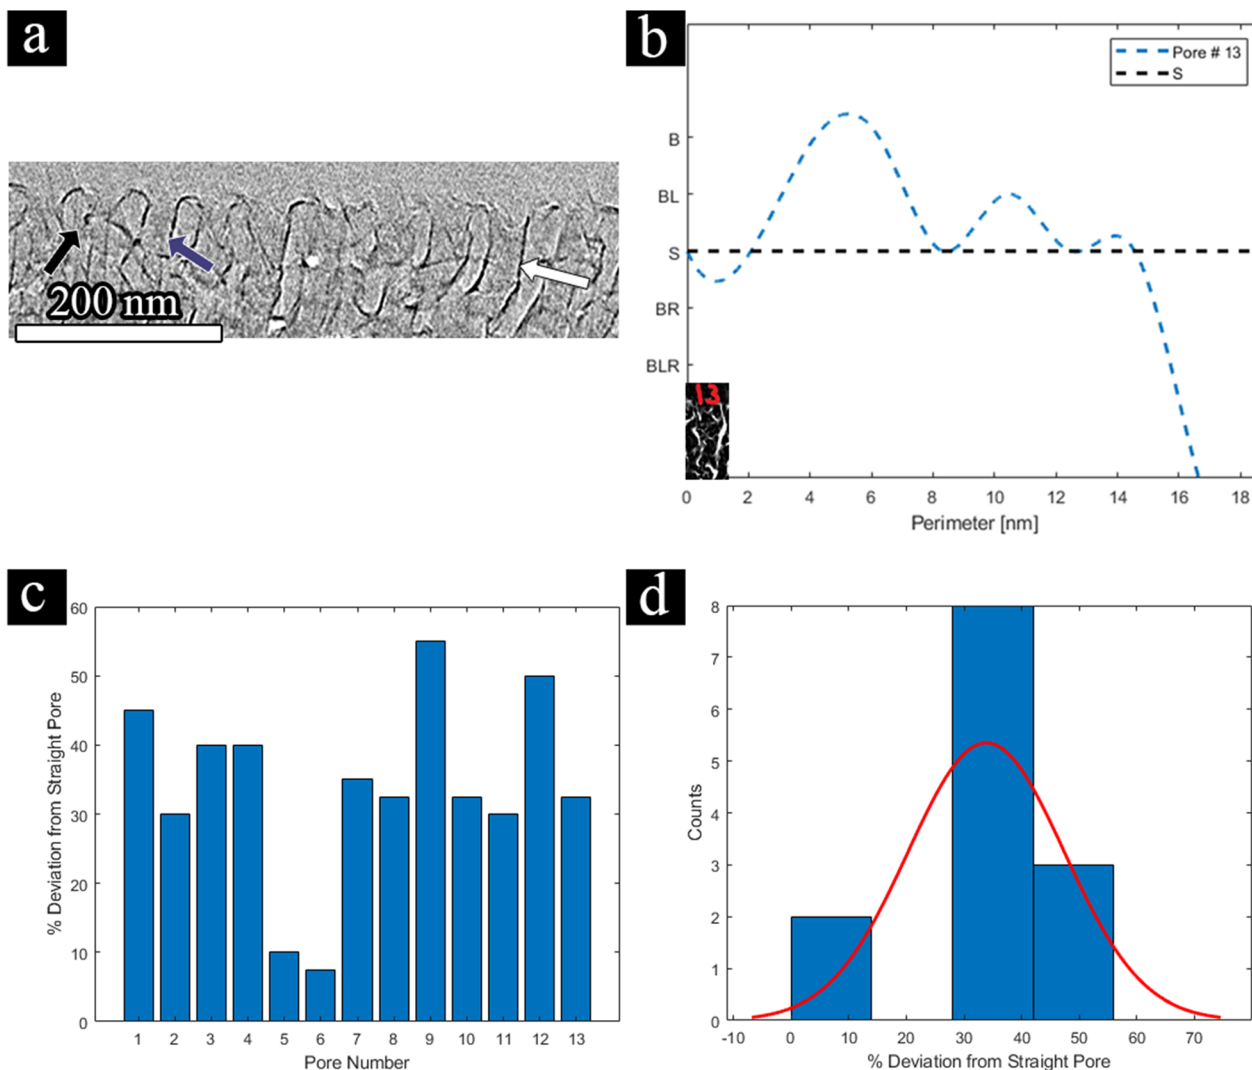 a
200 nm
b
Pore # 13
S
B
BL
S
BR
BLR
13
0 2 4 6 8 10 12 14 16 18
Perimeter [nm]
c
60
50
40
30
20
10
0
% Deviation from Straight Pore
1 2 3 4 5 6 7 8 9 10 11 12 13
Pore Number
d
8
7
6
5
4
3
2
1
0
Counts
-10 0 10 20 30 40 50 60 70
% Deviation from Straight Pore